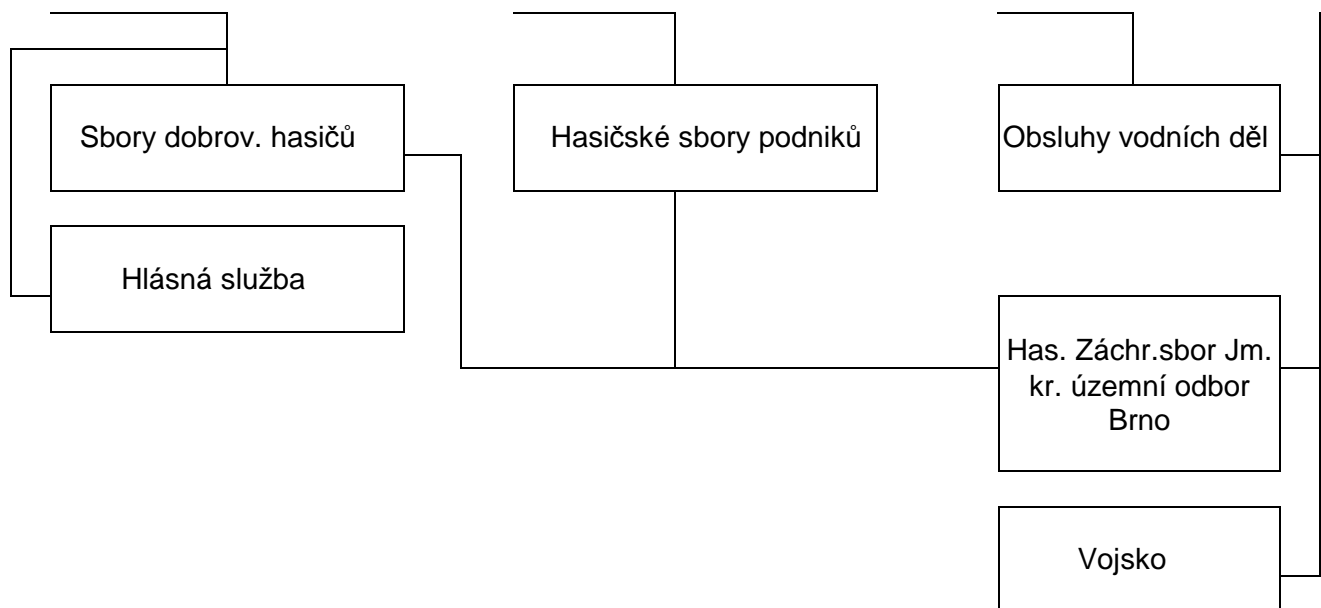 Sbory dobrov. hasičů
Hasičské sbory podniků
Obsluhy vodních děl
Hlásná služba
Has. Záchr.sbor Jm.
kr. územní odbor
Brno
Vojsko